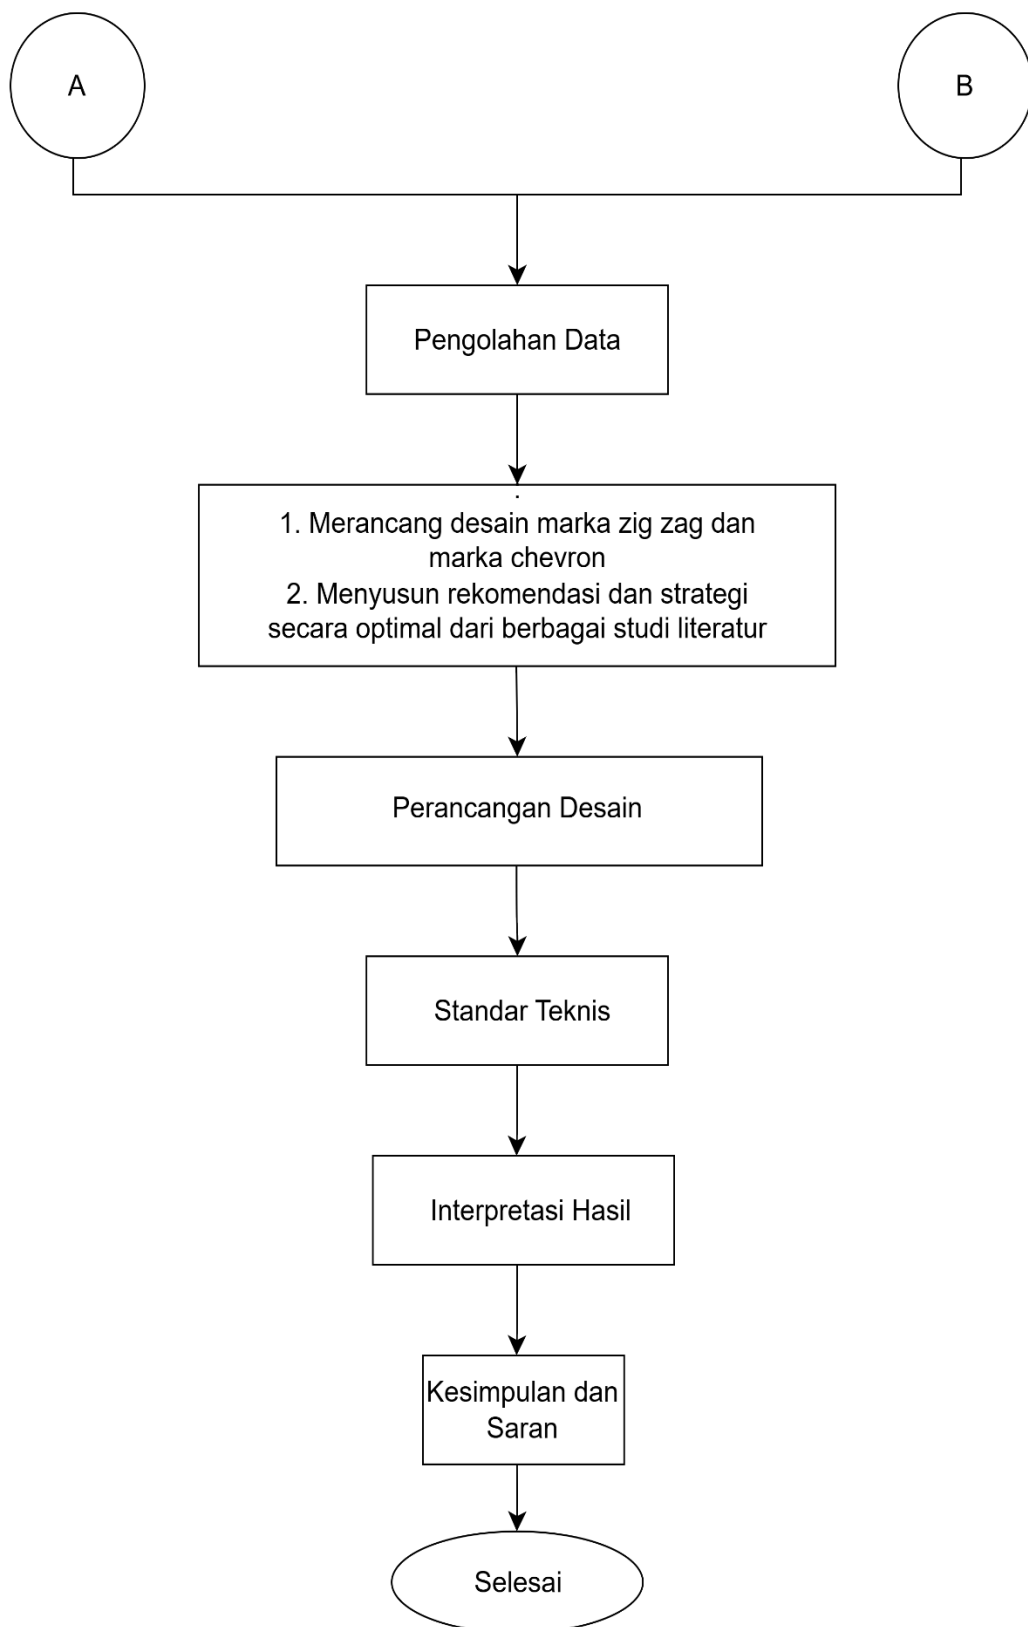 A
B
Pengolahan Data
.
1. Merancang desain marka zig zag dan
marka chevron
2. Menyusun rekomendasi dan strategi
secara optimal dari berbagai studi literatur
Perancangan Desain
Standar Teknis
Interpretasi Hasil
Kesimpulan dan
Saran
Selesai